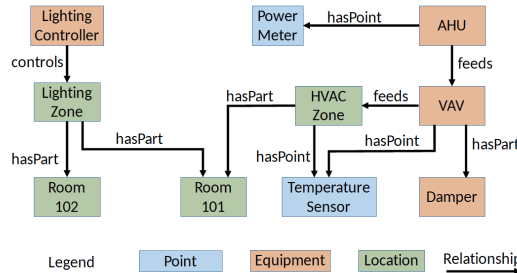 Lighting
Controller
Power
Meter
hasPoint
AHU
controls
feeds
Lighting
Zone
hasPart
HVAC
Zone
feeds
VAV
hasPart
hasPart
hasPoint
hasPoint
hasPart
Room
102
Room
101
Temperature
Sensor
Damper
Legend
Point
Equipment
Location
Relationship